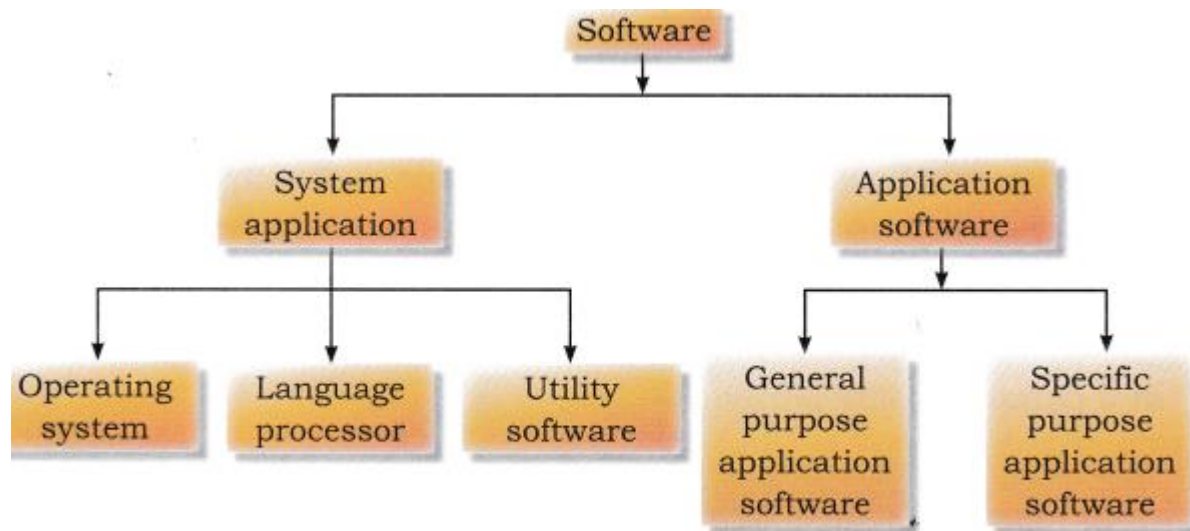 Software
System
application
Application
software
Operating
system
Language
processor
Utility
software
General
purpose
application
software
Specific
purpose
application
software